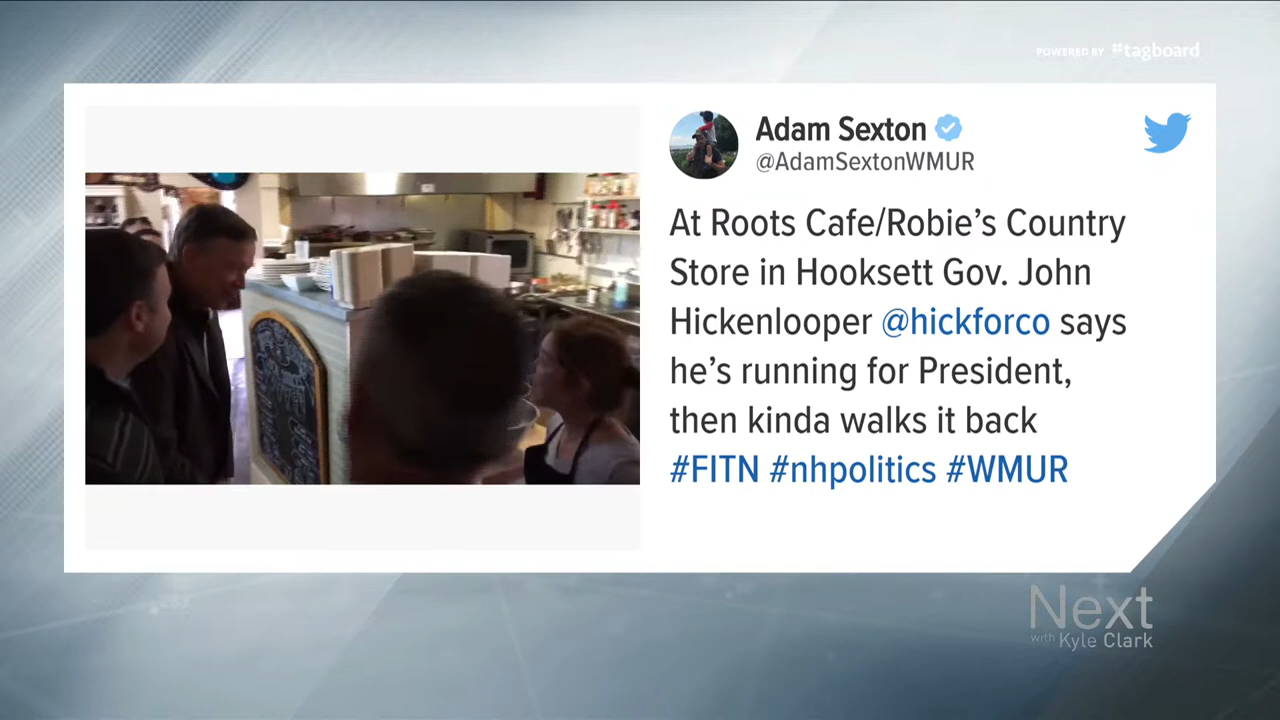 POWERED BY #tagboard
Adam Sexton
@AdamSextonWMUR
At Roots Cafe/Robie's Country
Store in Hooksett Gov. John
Hickenlooper @hickforco says
he's running for President,
then kinda walks it back
#FITN #nhpolitics #WMUR
Next
with Kyle Clark